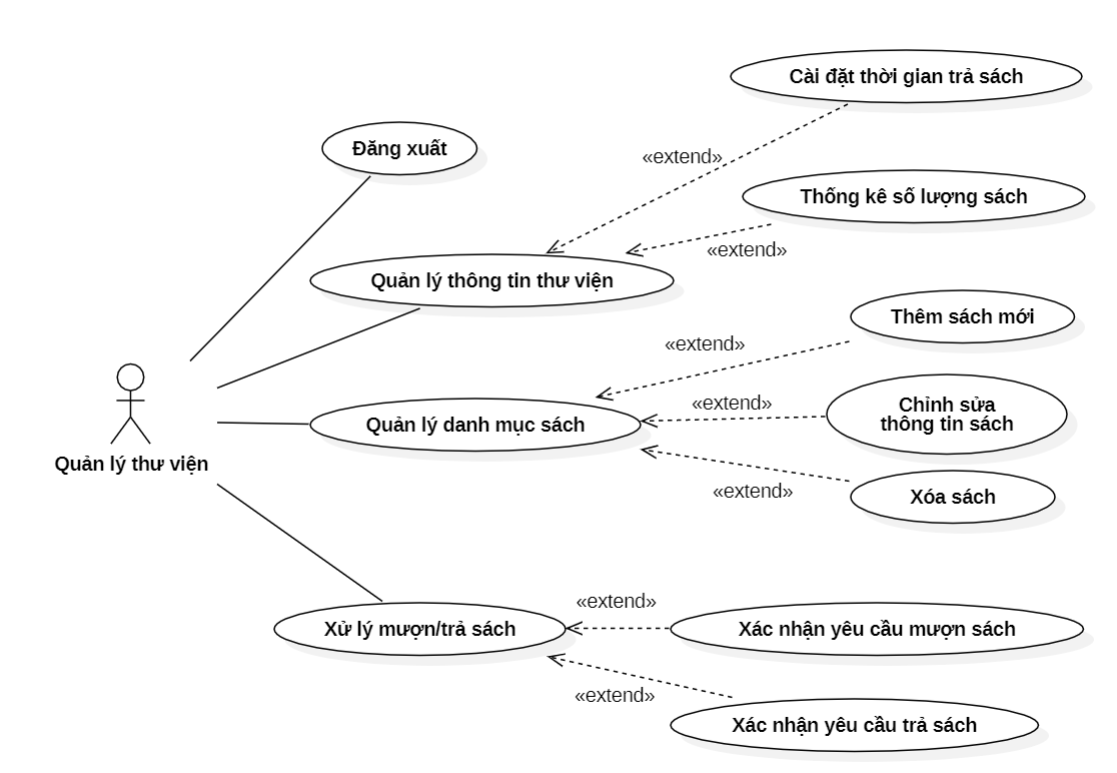 Cài đặt thời gian trả sách
Đăng xuất
«extend»
Thống kê số lượng sách
«extend»
Quản lý thông tin thư viện
Thêm sách mới
«extend»
«extend»
Chỉnh sửa
thông tin sách
Quản lý danh mục sách
Quản lý thư viện
«extend»
Xóa sách
«extend»
Xử lý mượn/trả sách
Xác nhận yêu cầu mượn sách
«extend»
Xác nhận yêu cầu trả sách